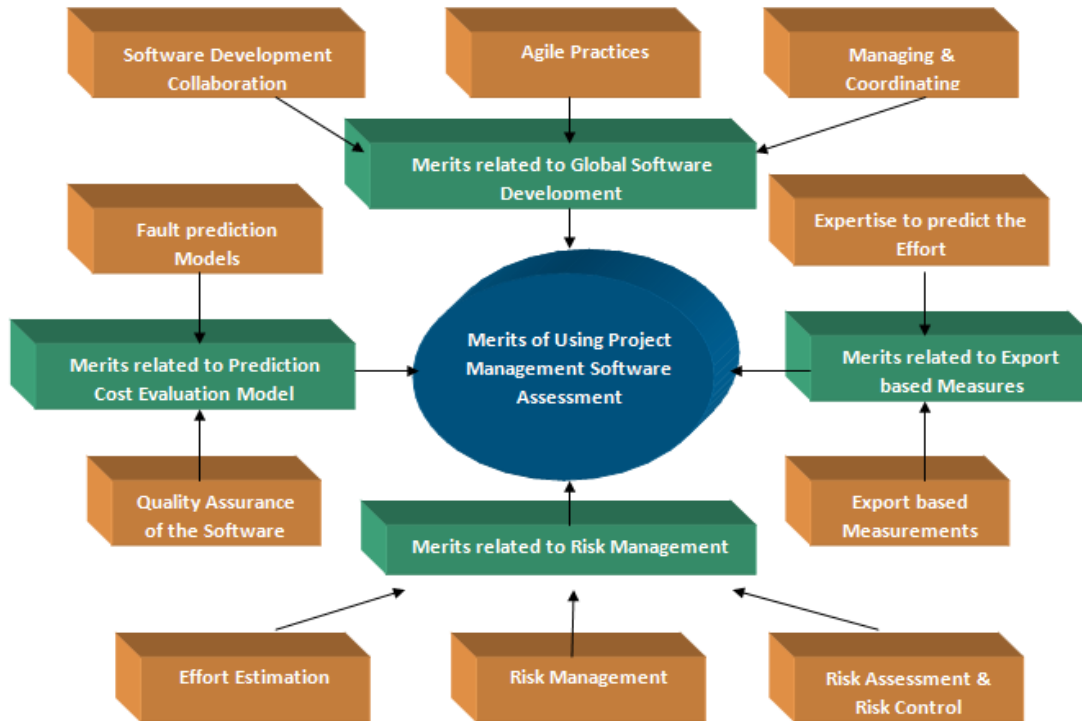 Software Development
Collaboration
Agile Practices
Managing &
Coordinating
Merits related to Global Software
Development
Fault prediction
Models
Expertise to predict the
Effort
Merits of Using Project
Management Software
Assessment
Merits related to Prediction
Cost Evaluation Model
Merits related to Export
based Measures
Quality Assurance
of the Software
Export based
Measurements
Merits related to Risk Management
Effort Estimation
Risk Management
Risk Assessment &
Risk Control